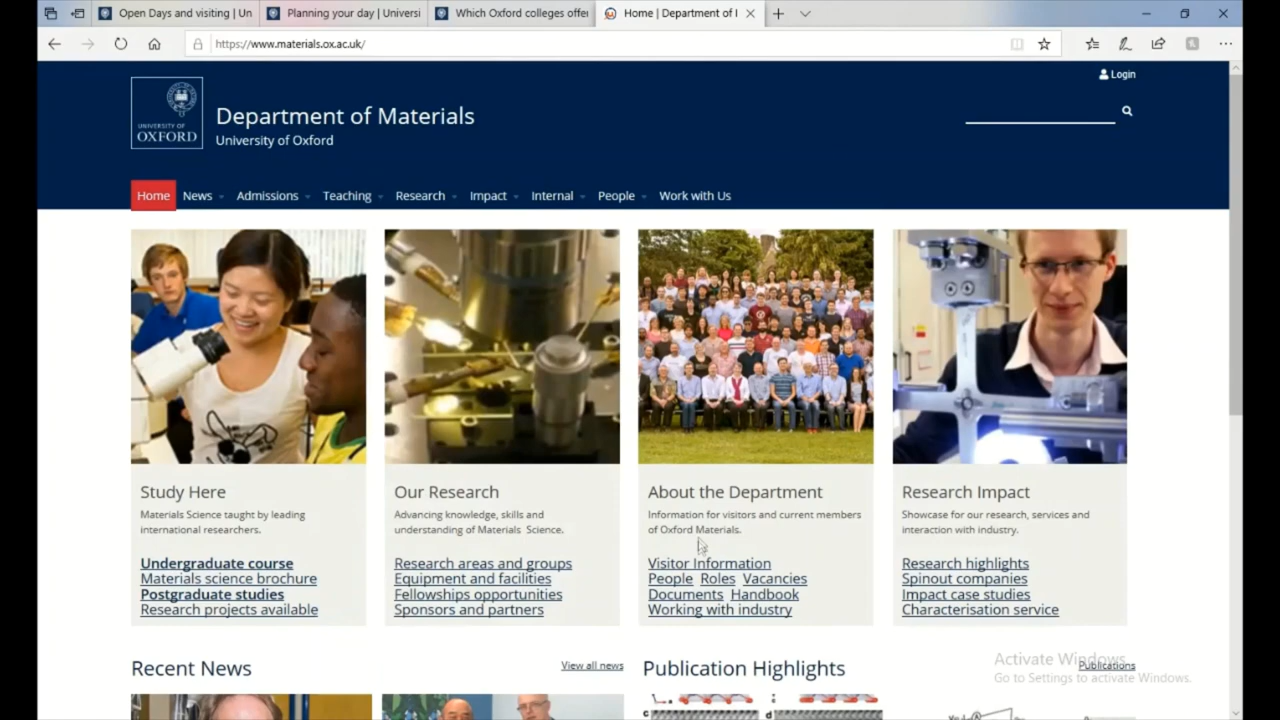 Open Days and visiting | Un
Planning your day | Universi
Which Oxford colleges offer
Home | Department of I
https://www.materials.ox.ac.uk/
Login
UNIVERSITY OF
OXFORD
Department of Materials
University of Oxford
Home News Admissions Teaching Research Impact Internal People Work with Us
Study Here
Materials Science taught by leading
international researchers.
Undergraduate course
Materials science brochure
Postgraduate studies
Research projects available
Our Research
Advancing knowledge, skills and
understanding of Materials Science.
Research areas and groups
Equipment and facilities
Fellowships opportunities
Sponsors and partners
About the Department
Information for visitors and current members
of Oxford Materials.
Visitor Information
People Roles Vacancies
Documents Handbook
Working with industry
Research Impact
Showcase for our research, services and
interaction with industry.
Research highlights
Spinout companies
Impact case studies
Characterisation service
Recent News
View all news
Publication Highlights
Publications
Activate Windows
Go to Settings to activate Windows.
c
d